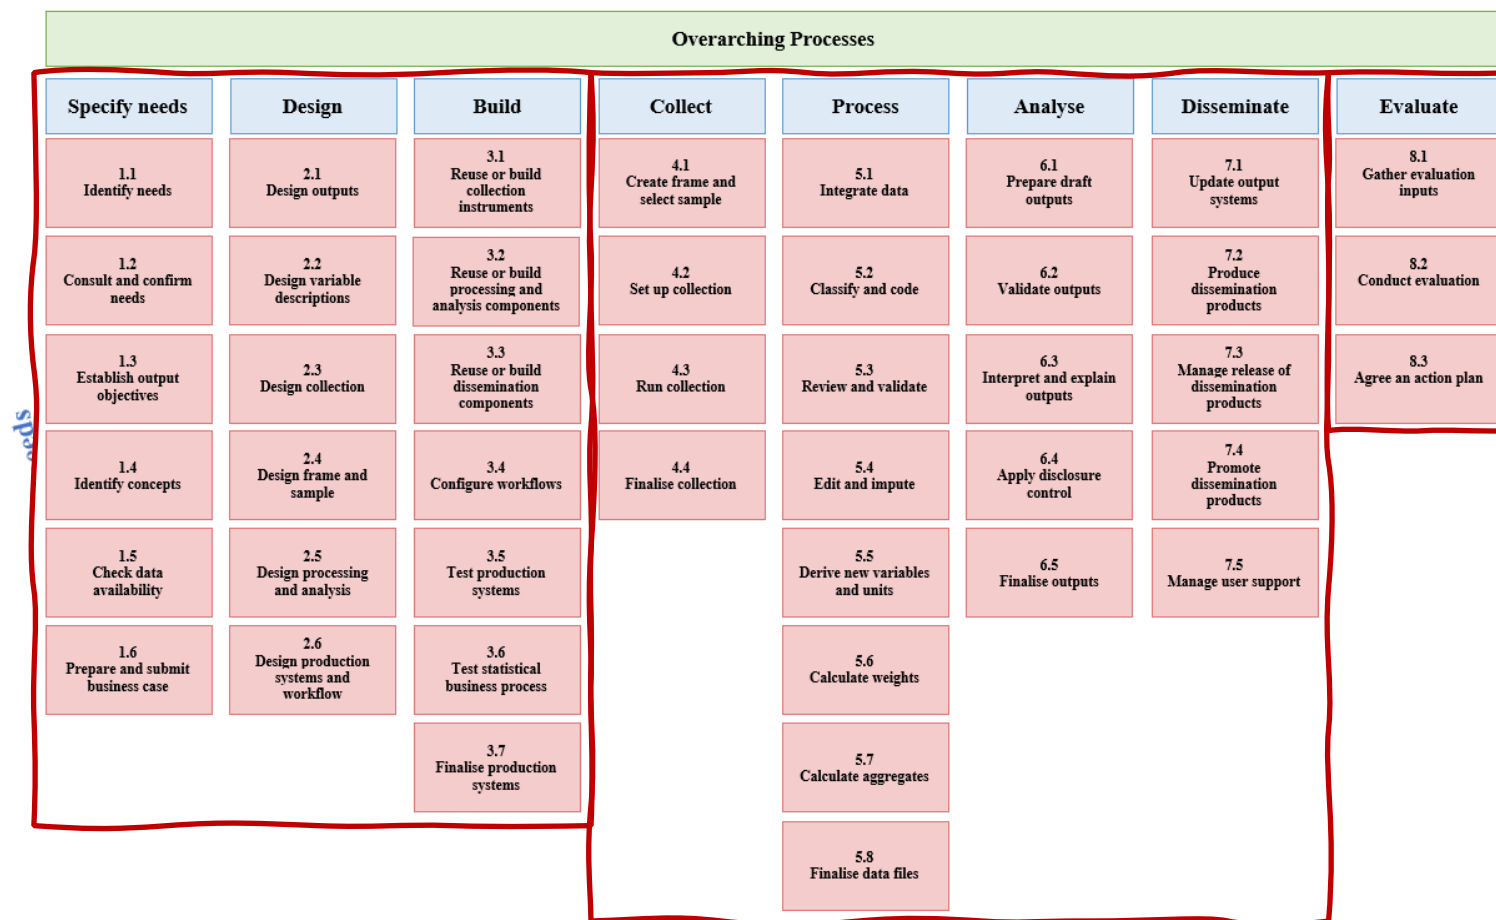 Overarching Processes
Specify needs
Design
Build
Collect
Process
Analyse
Disseminate
Evaluate
1.1
Identify needs
1.2
Consult and confirm
needs
1.3
Establish output
objectives
1.4
Identify concepts
1.5
Check data
availability
1.6
Prepare and submit
business case
2.1
Design outputs
2.2
Design variable
descriptions
2.3
Design collection
2.4
Design frame and
sample
2.5
Design processing
and analysis
2.6
Design production
systems and
workflow
3.1
Reuse or build
collection
instruments
3.2
Reuse or build
processing and
analysis components
3.3
Reuse or build
dissemination
components
3.4
Configure workflows
3.5
Test production
systems
3.6
Test statistical
business process
3.7
Finalise production
systems
4.1
Create frame and
select sample
4.2
Set up collection
4.3
Run collection
4.4
Finalise collection
5.1
Integrate data
5.2
Classify and code
5.3
Review and validate
5.4
Edit and impute
5.5
Derive new variables
and units
5.6
Calculate weights
5.7
Calculate aggregates
5.8
Finalise data files
6.1
Prepare draft
outputs
6.2
Validate outputs
6.3
Interpret and explain
outputs
6.4
Apply disclosure
control
6.5
Finalise outputs
7.1
Update output
systems
7.2
Produce
dissemination
products
7.3
Manage release of
dissemination
products
7.4
Promote
dissemination
products
7.5
Manage user support
8.1
Gather evaluation
inputs
8.2
Conduct evaluation
8.3
Agree an action plan